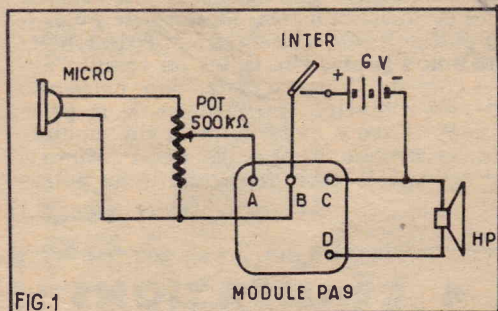 INTER
MICRO
+ 6V -
POT
500KΩ
A
B
C
D
HP
MODULE PA9
FIG.1